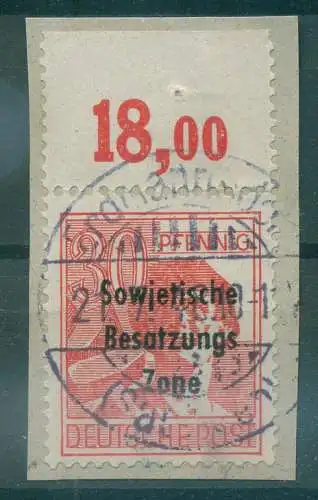 18,00
30 PFENNIG
Sowjetische
Besatzungs
Zone
DEUTSCHE POST